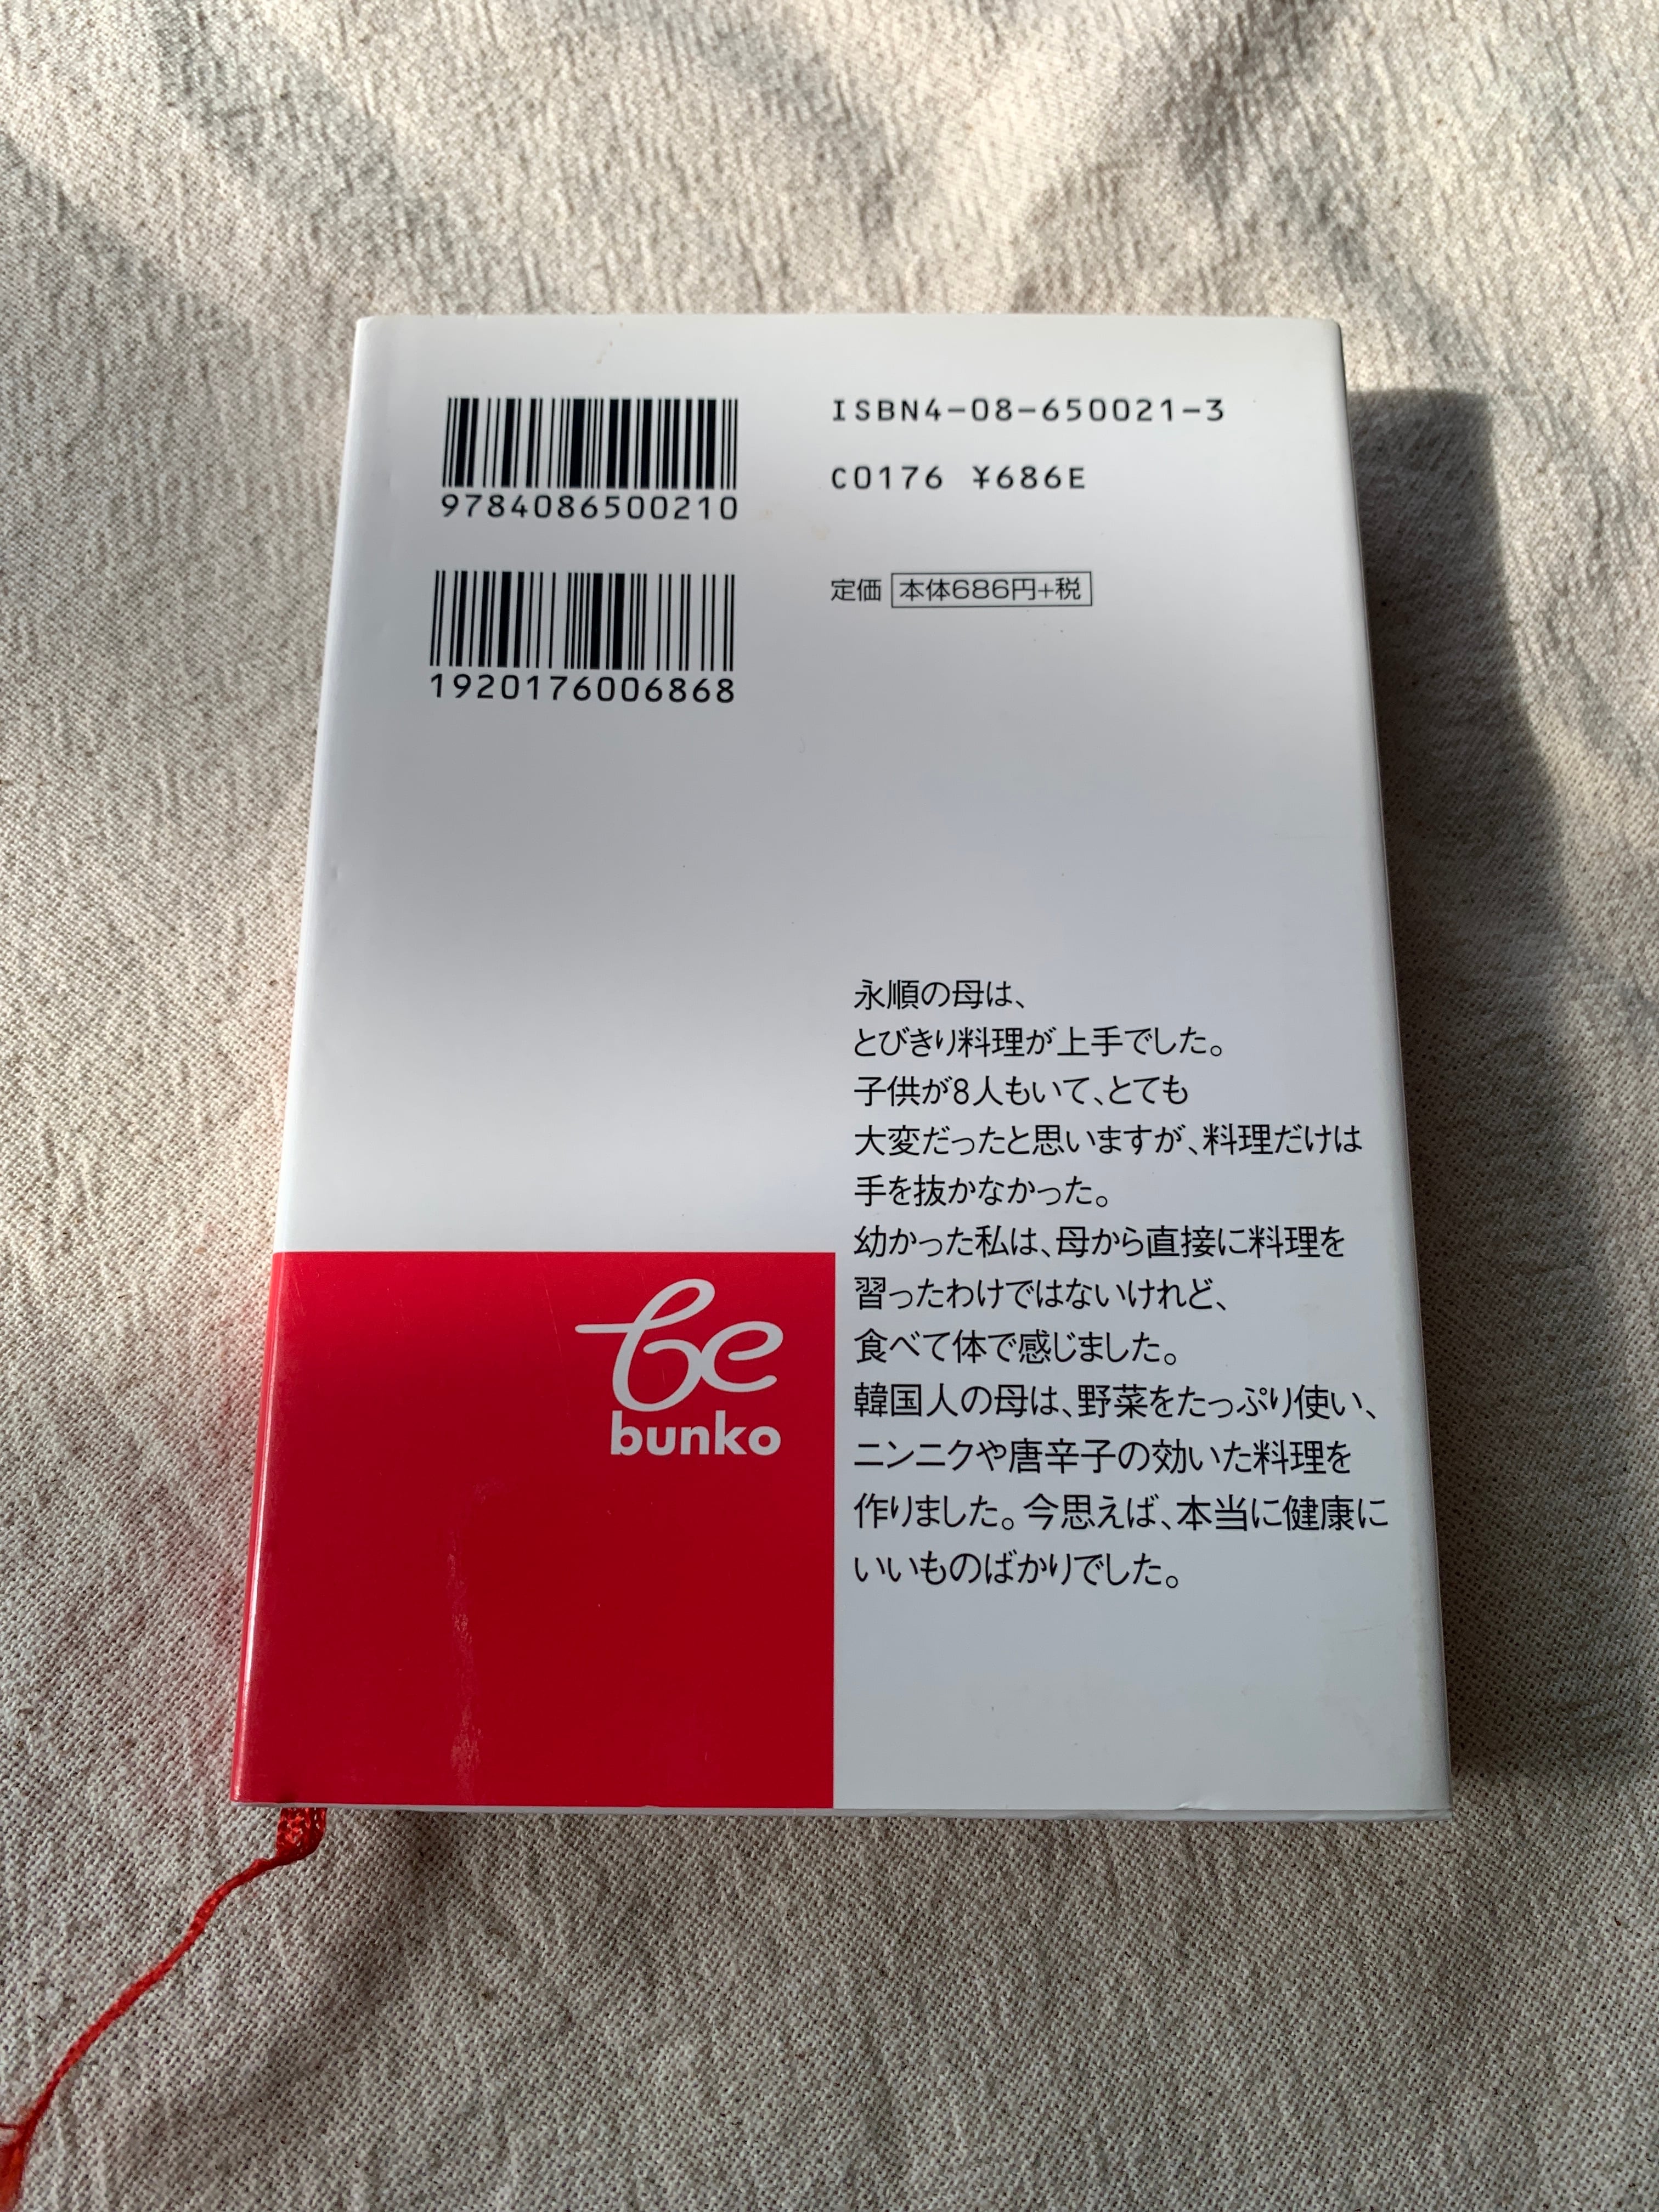 9784086500210
1920176006868
ISBN4-08-650021-3
C0176 ¥686E
定価 本体686円+税
永順の母は、
とびきり料理が上手でした。
子供が8人もいて、とても
大変だったと思いますが、料理だけは
手を抜かなかった。
幼かった私は、母から直接に料理を
習ったわけではないけれど、
食べて体で感じました。
韓国人の母は、野菜をたっぷり使い、
ニンニクや唐辛子の効いた料理を
作りました。今思えば、本当に健康に
いいものばかりでした。
be
bunko